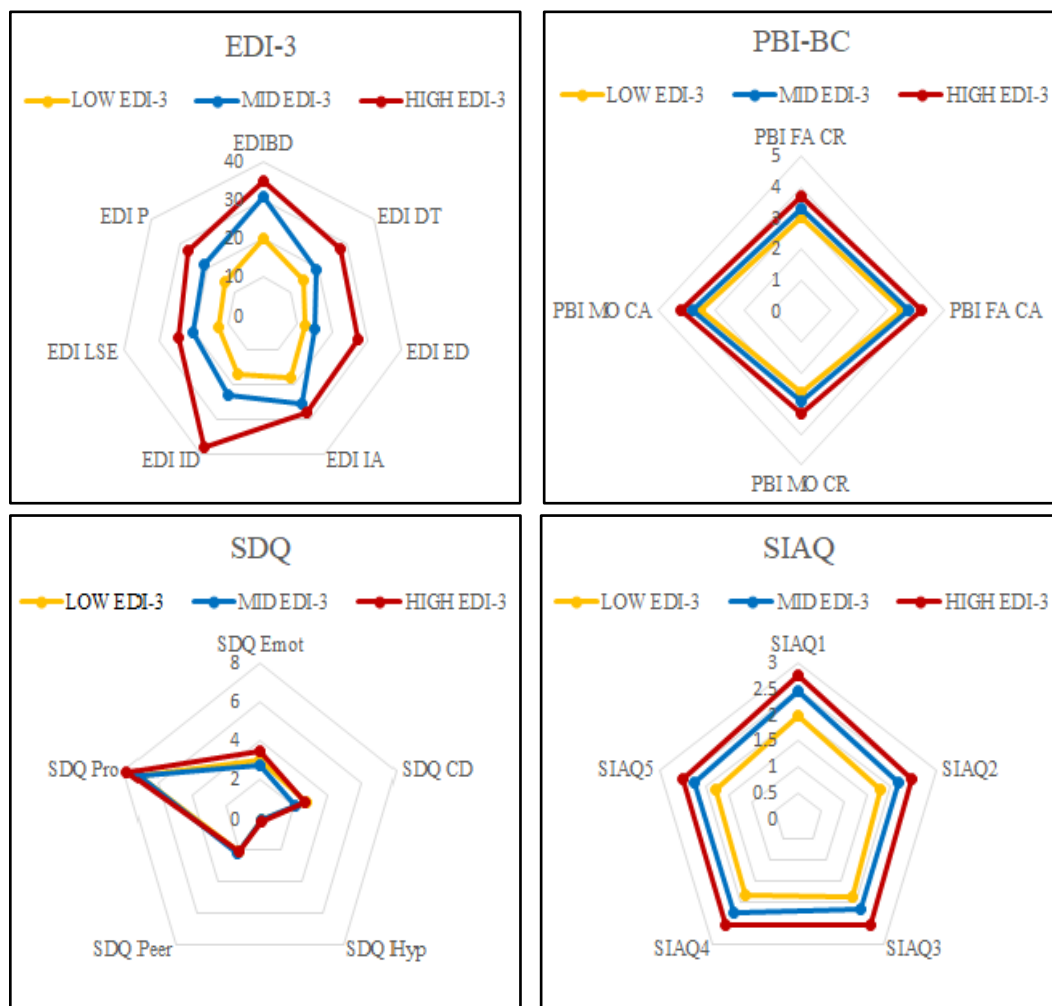 EDI-3
LOW EDI-3 MID EDI-3 HIGH EDI-3
EDIBD
40
EDI P
30
EDI DT
20
10
0
EDI LSE
EDI ED
EDI ID
EDI IA
PBI-BC
LOW EDI-3 MID EDI-3 HIGH EDI-3
PBI FA CR
5
4
3
2
1
PBI MO CA
0
PBI FA CA
PBI MO CR
SDQ
LOW EDI-3 MID EDI-3 HIGH EDI-3
SDQ Emot
8
6
4
SDQ Pro
2
SDQ CD
0
SDQ Peer
SDQ Hyp
SIAQ
LOW EDI-3 MID EDI-3 HIGH EDI-3
SIAQ1
3
2.5
2
1.5
SIAQ5
1
SIAQ2
0.5
0
SIAQ4
SIAQ3